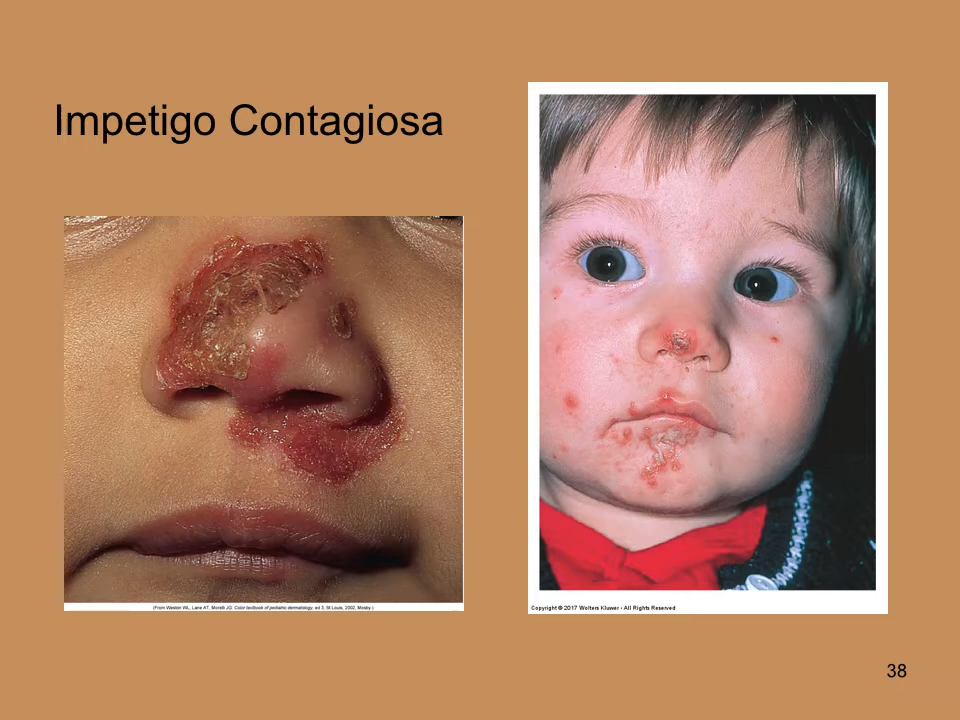 Impetigo Contagiosa
(From Weston WL, Lane AT, Morelli JG: Color textbook of pediatric dermatology, ed 3, St Louis, 2002, Mosby.)
Copyright © 2017 Wolters Kluwer - All Rights Reserved
38